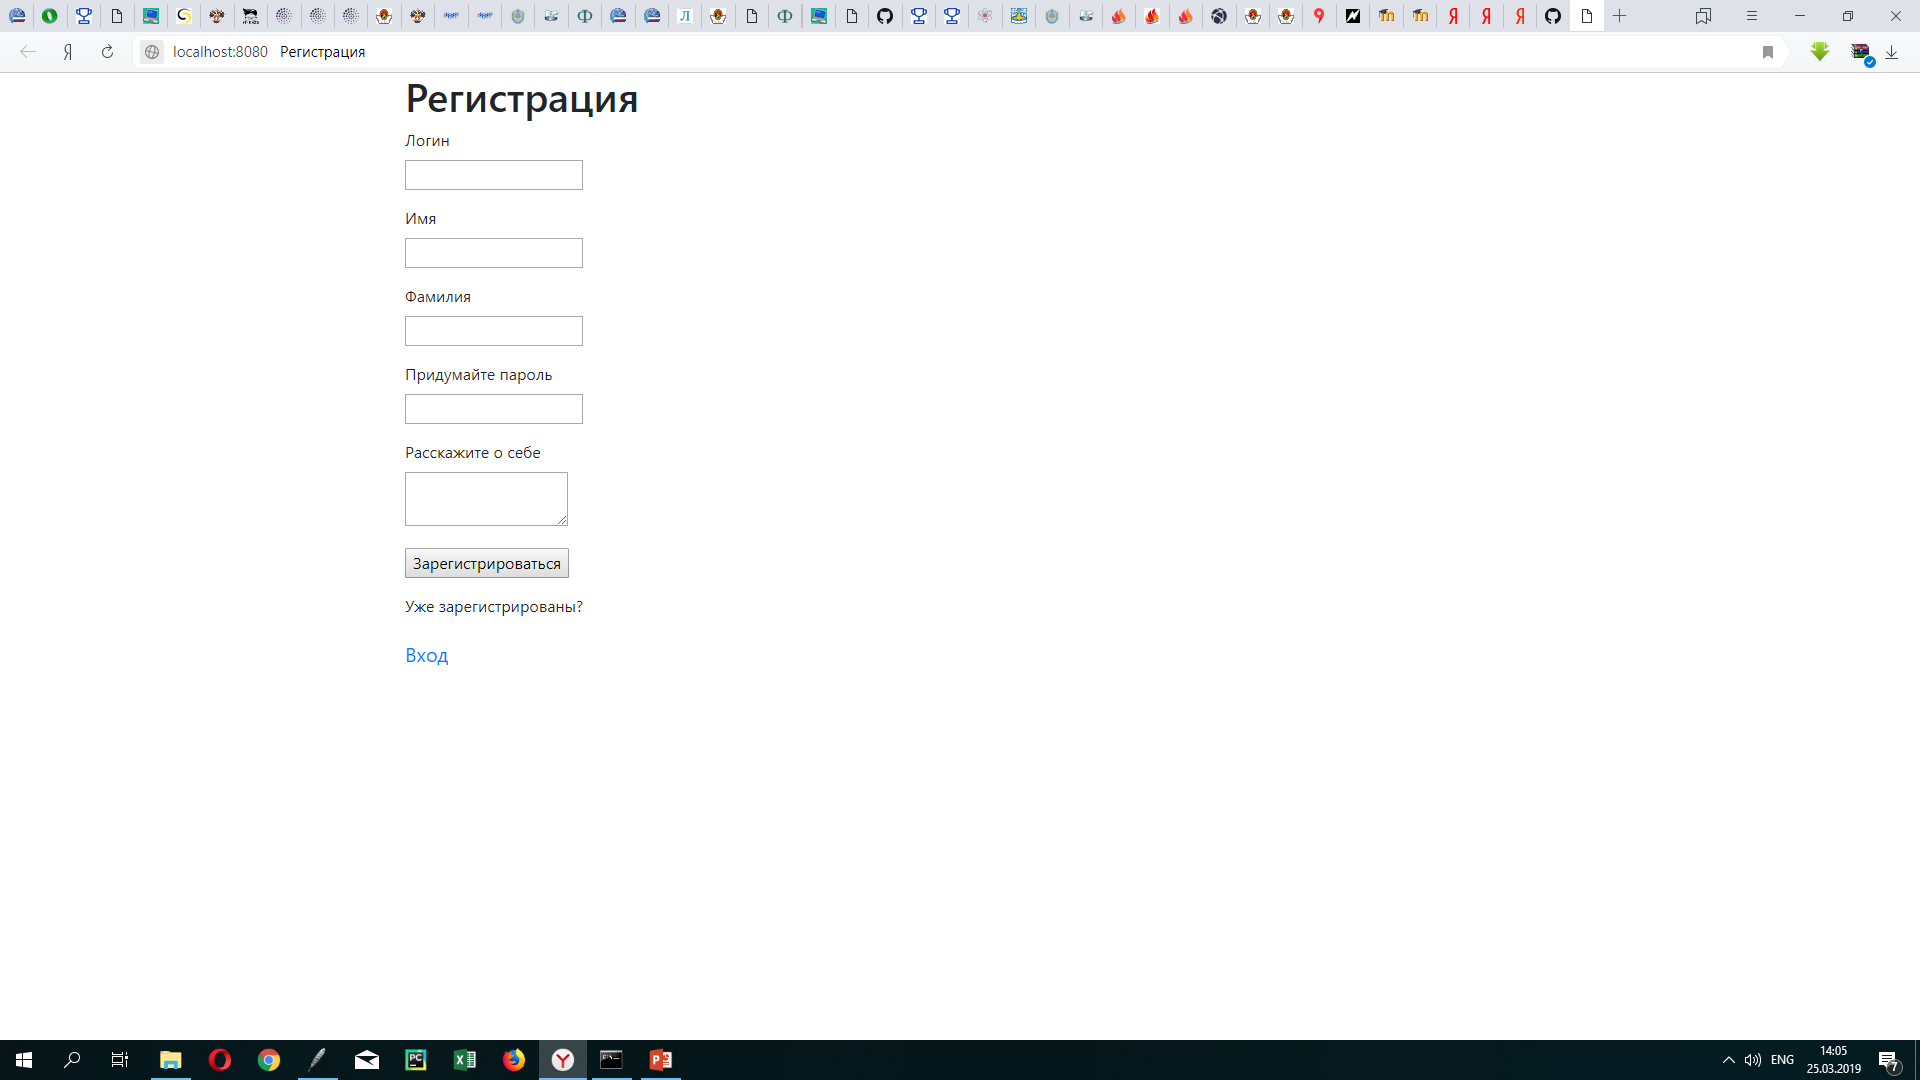 localhost:8080 Регистрация
Регистрация
Логин
Имя
Фамилия
Придумайте пароль
Расскажите о себе
Зарегистрироваться
Уже зарегистрированы?
Вход
ENG
14:05
25.03.2019
7